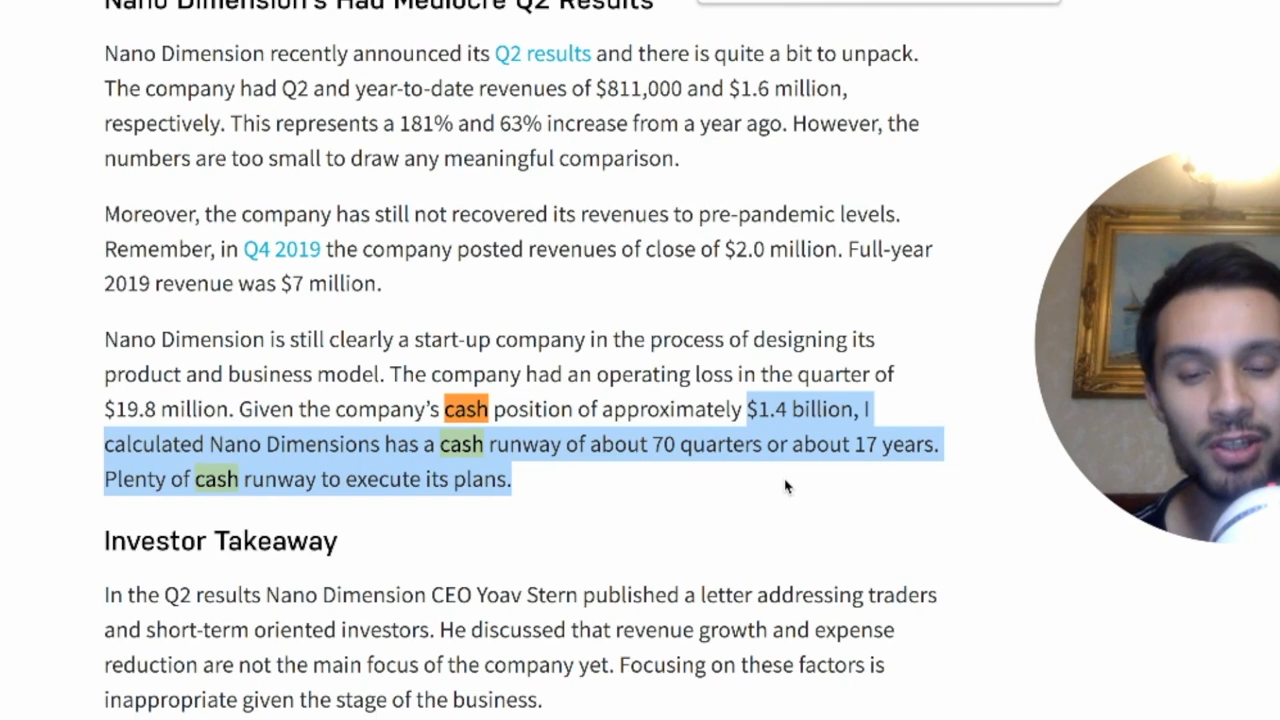 Nano Dimension's Had Mediocre Q2 Results
Nano Dimension recently announced its Q2 results and there is quite a bit to unpack.
The company had Q2 and year-to-date revenues of $811,000 and $1.6 million,
respectively. This represents a 181% and 63% increase from a year ago. However, the
numbers are too small to draw any meaningful comparison.
Moreover, the company has still not recovered its revenues to pre-pandemic levels.
Remember, in Q4 2019 the company posted revenues of close of $2.0 million. Full-year
2019 revenue was $7 million.
Nano Dimension is still clearly a start-up company in the process of designing its
product and business model. The company had an operating loss in the quarter of
$19.8 million. Given the company's cash position of approximately $1.4 billion, I
calculated Nano Dimensions has a cash runway of about 70 quarters or about 17 years.
Plenty of cash runway to execute its plans.
Investor Takeaway
In the Q2 results Nano Dimension CEO Yoav Stern published a letter addressing traders
and short-term oriented investors. He discussed that revenue growth and expense
reduction are not the main focus of the company yet. Focusing on these factors is
inappropriate given the stage of the business.